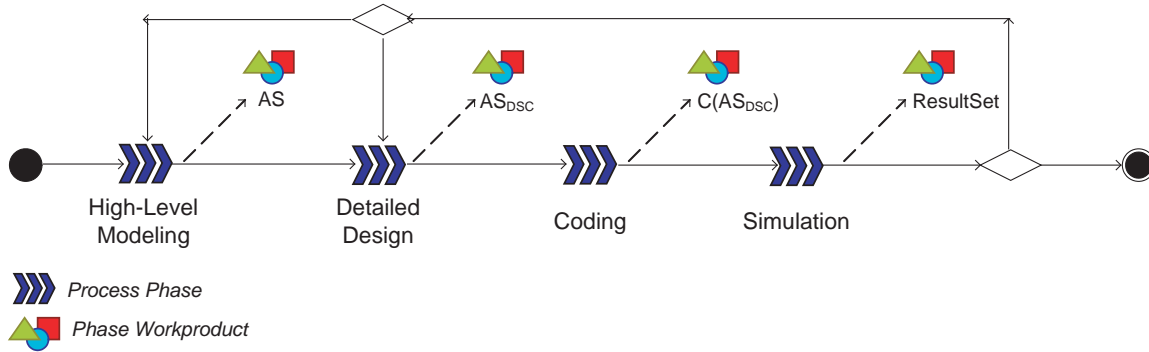 AS
AS_DSC
C(AS_DSC)
ResultSet
High-Level
Modeling
Detailed
Design
Coding
Simulation
Process Phase
Phase Workproduct